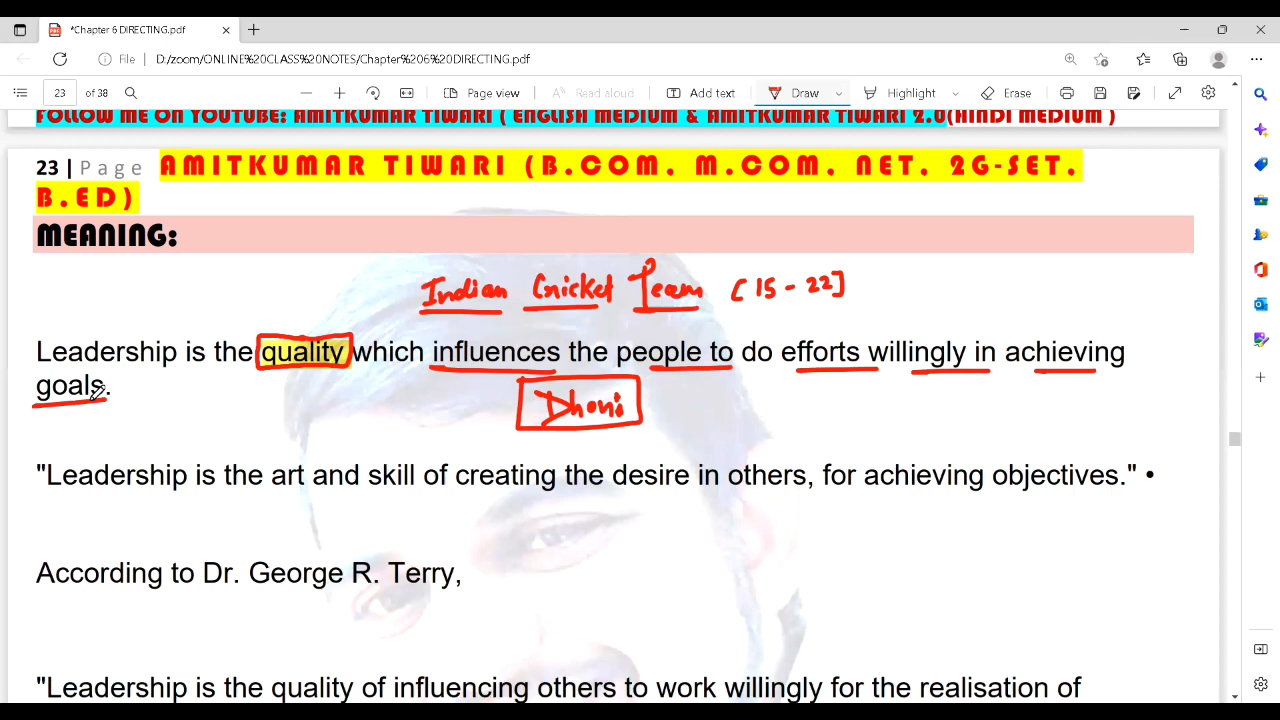 *Chapter 6 DIRECTING.pdf
File D:/zoom/ONLINE%20CLASS%20NOTES/Chapter%206%20DIRECTING.pdf
23 of 38 Page view Read aloud Add text Draw Highlight Erase
FOLLOW ME ON YOUTUBE: AMITKUMAR TIWARI ( ENGLISH MEDIUM & AMITKUMAR TIWARI 2.0(HINDI MEDIUM )
23 | Page AMITKUMAR TIWARI (B.COM. M.COM. NET. 2G-SET.
B.ED)
MEANING:
Indian Cricket Team [15-22]
Leadership is the quality which influences the people to do efforts willingly in achieving
goals.
Dhoni
"Leadership is the art and skill of creating the desire in others, for achieving objectives." •
According to Dr. George R. Terry,
"Leadership is the quality of influencing others to work willingly for the realisation of